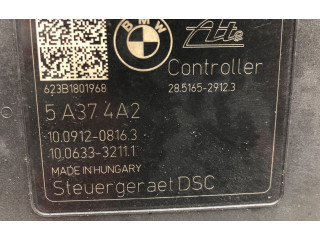 BMW
Ate
Controller
623B1801968
28.5165-2912.3
5 A37 4A2
10.0912-0816.3
10.0633-3211.1
MADE IN HUNGARY
Steuergeraet DSC